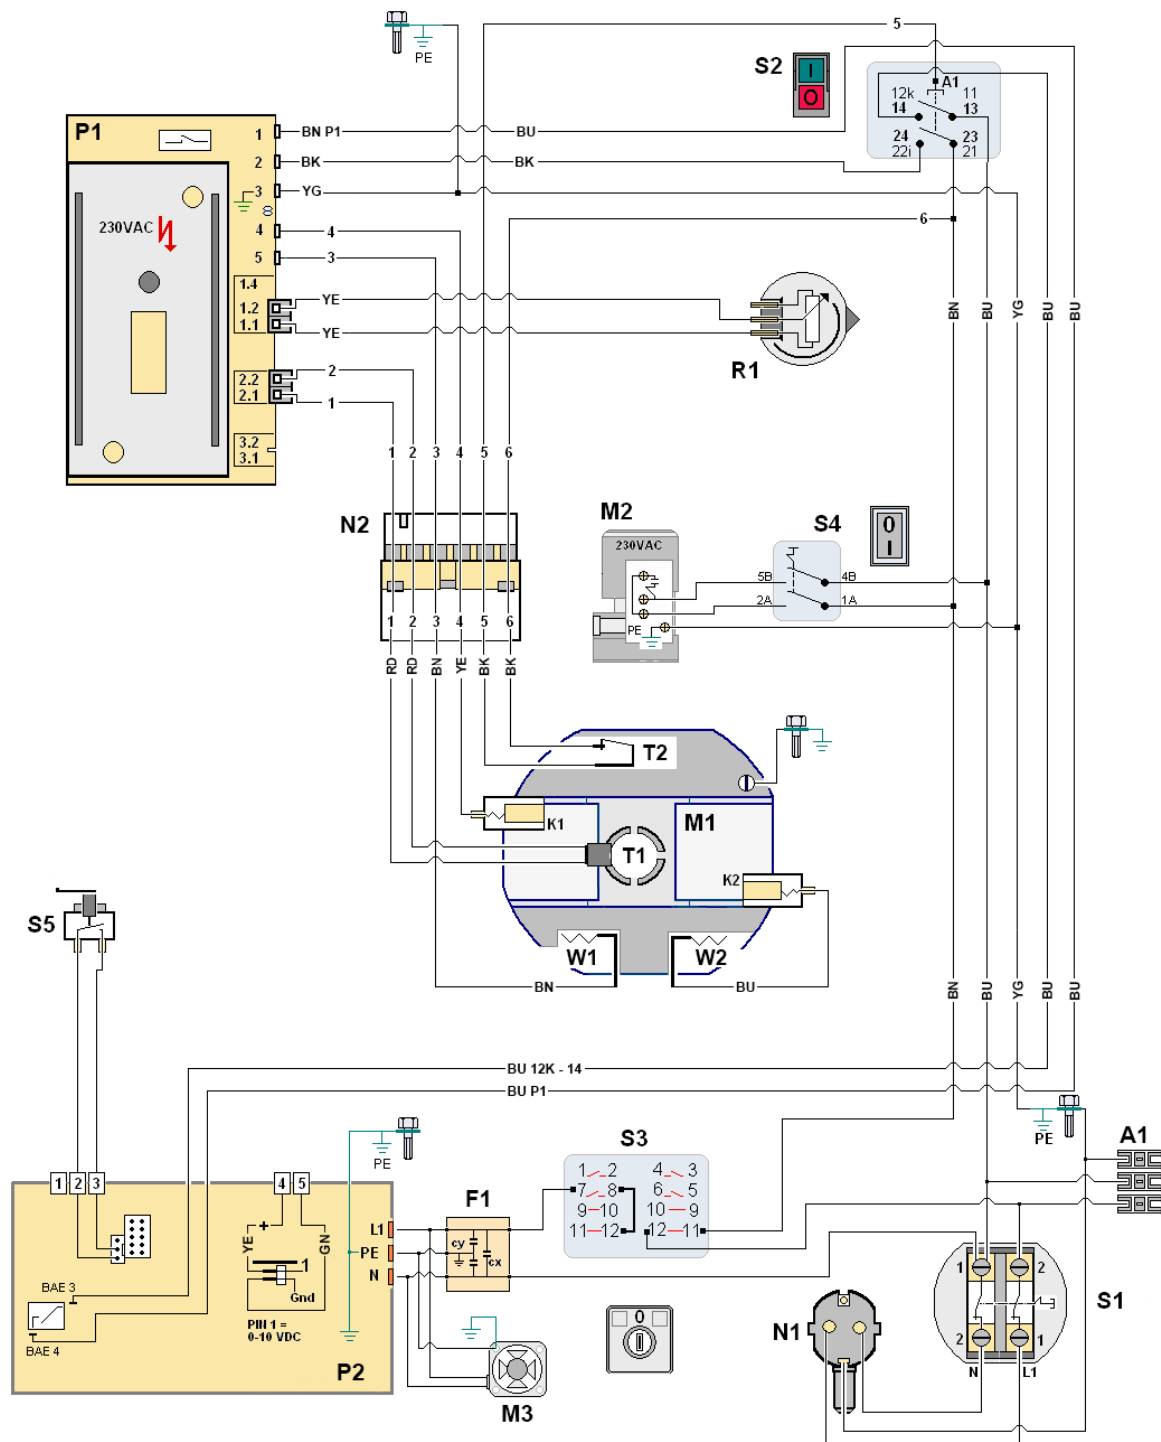 5
PE
S2
I
O
A1
12k 11
14 13
24 23
22i 21
P1
1 BN P1 BU
2 BK BK
3 YG
8
230VAC
4 4
5 3
6
1.4
1.2 YE
1.1 YE
2.2 2
2.1 1
3.2
3.1
R1
BN BU YG BU BU
1 2 3 4 5 6
N2
M2
230VAC
PE
S4
0
I
5B 4B
2A 1A
1 2 3 4 5 6
RD RD BN YE BK BK
T2
K1
M1
T1
K2
W1 W2
BN BU
S5
BN BU YG BU BU
BU 12K - 14
BU P1
PE
PE
S3
A1
1 2 4 3
7 8 6 5
9 10 10 9
11 12 12 11
1 2 3 4 5
F1
L1
PE
N
cy
cx
YE + GN
1
Gnd
PIN 1 =
0-10 VDC
BAE 3
BAE 4
P2
M3
0
N1
1 2
2 1
S1
N L1